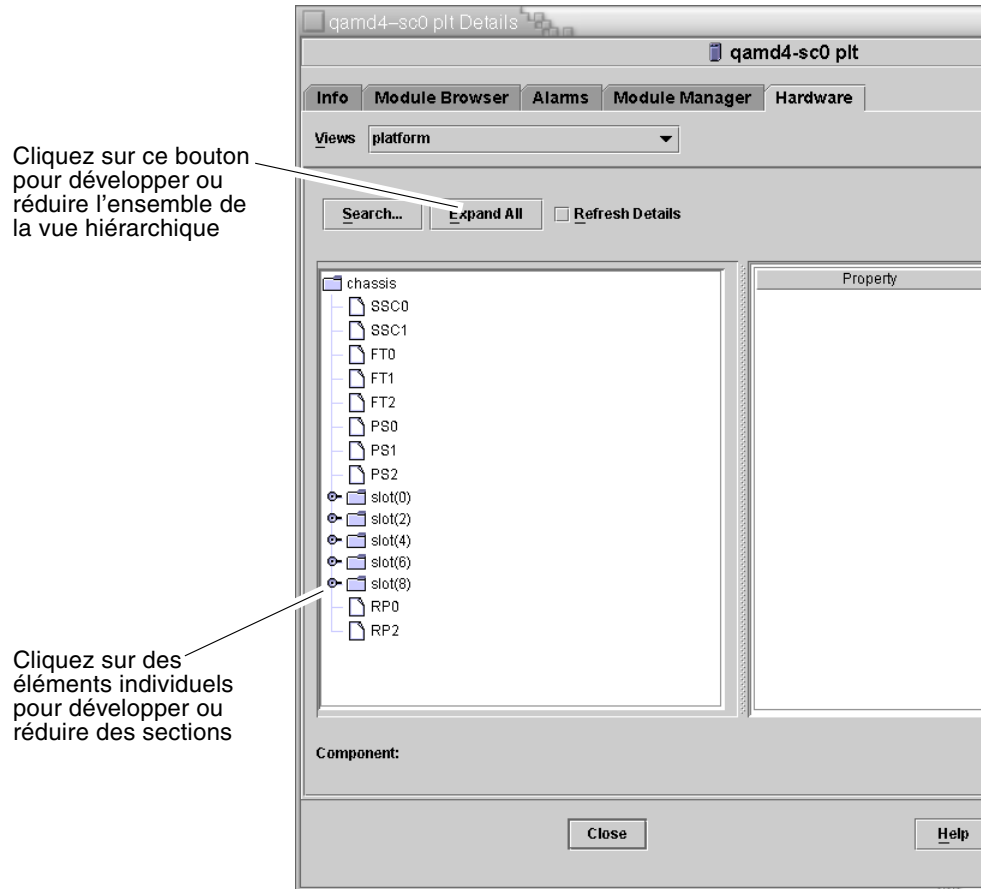 qamd4-sc0 plt Details
qamd4-sc0 plt
Info Module Browser Alarms Module Manager Hardware
Views platform
Cliquez sur ce bouton
pour développer ou
réduire l'ensemble de
la vue hiérarchique
Search... Expand All Refresh Details
chassis
SSC0
SSC1
FT0
FT1
FT2
PS0
PS1
PS2
slot(0)
slot(2)
slot(4)
slot(6)
slot(8)
RP0
RP2
Property
Cliquez sur des
éléments individuels
pour développer ou
réduire des sections
Component:
Close Help